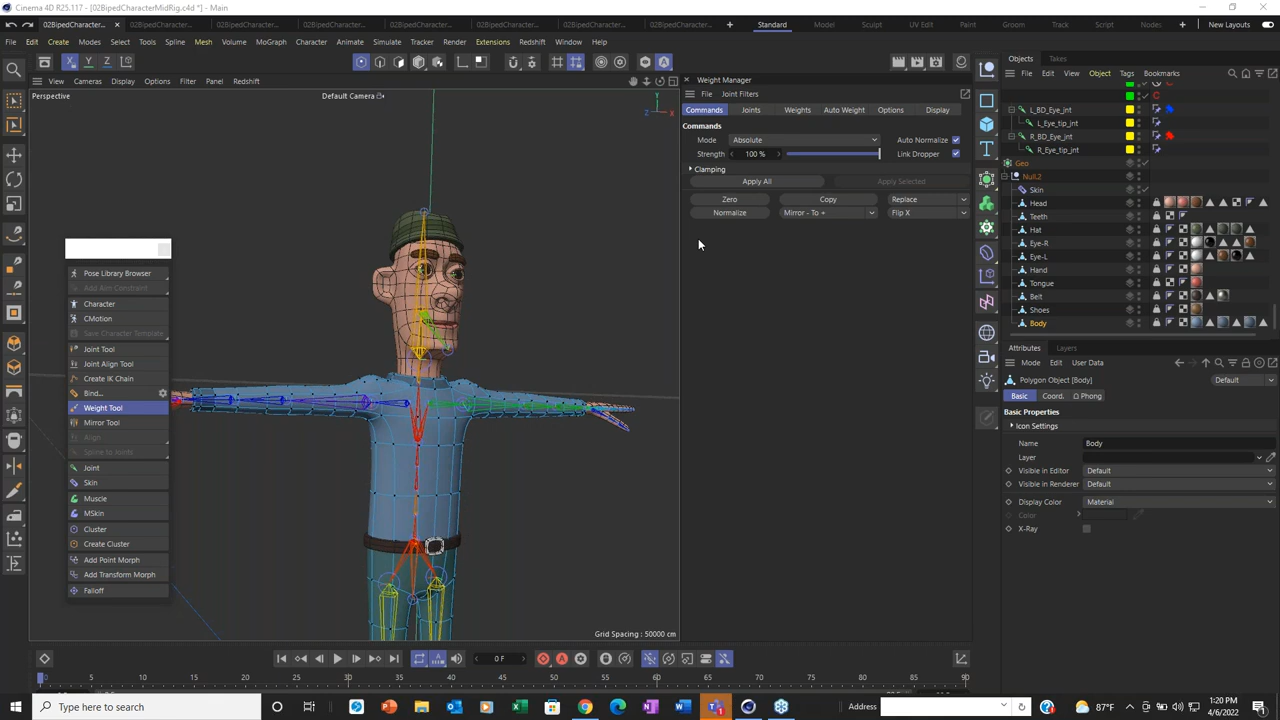 Cinema 4D R25.117 - [02BipedCharacterMidRig.c4d *] - Main
02BipedCharacte... × 02BipedCharacte... 02BipedCharacte... 02BipedCharacte... 02BipedCharacte... 02BipedCharacte... 02BipedCharacte... 02BipedCharacte... + Standard Model Sculpt UV Edit Paint Groom Track Script Nodes + New Layouts
File Edit Create Modes Select Tools Spline Mesh Volume MoGraph Character Animate Simulate Tracker Render Extensions Redshift Window Help
X Y Z
View Cameras Display Options Filter Panel Redshift
Perspective
Default Camera
Y
X
Grid Spacing : 50000 cm
Pose Library Browser
Add Aim Constraint
Character
CMotion
Save Character Template
Joint Tool
Joint Align Tool
Create IK Chain
Bind...
Weight Tool
Mirror Tool
Align
Spline to Joints
Joint
Skin
Muscle
MSkin
Cluster
Create Cluster
Add Point Morph
Add Transform Morph
Falloff
Weight Manager
File Joint Filters
Commands Joints Weights Auto Weight Options Display
Commands
Mode Absolute Auto Normalize
Strength 100 % Link Dropper
Clamping
Apply All Apply Selected
Zero Copy Replace
Normalize Mirror - To + Flip X
Objects Takes
File Edit View Object Tags Bookmarks
L_BD_Eye_jnt
L_Eye_tip_jnt
R_BD_Eye_jnt
R_Eye_tip_jnt
Geo
Null.2
Skin
Head
Teeth
Hat
Eye-R
Eye-L
Hand
Tongue
Belt
Shoes
Body
Attributes Layers
Mode Edit User Data
Polygon Object [Body] Default
Basic Coord. Phong
Basic Properties
Icon Settings
Name Body
Layer
Visible in Editor Default
Visible in Renderer Default
Display Color Material
Color
X-Ray
0 F
0 5 10 15 20 25 30 35 40 45 50 55 60 65 70 75 80 85 90
Type here to search
Address
1:20 PM
4/6/2022